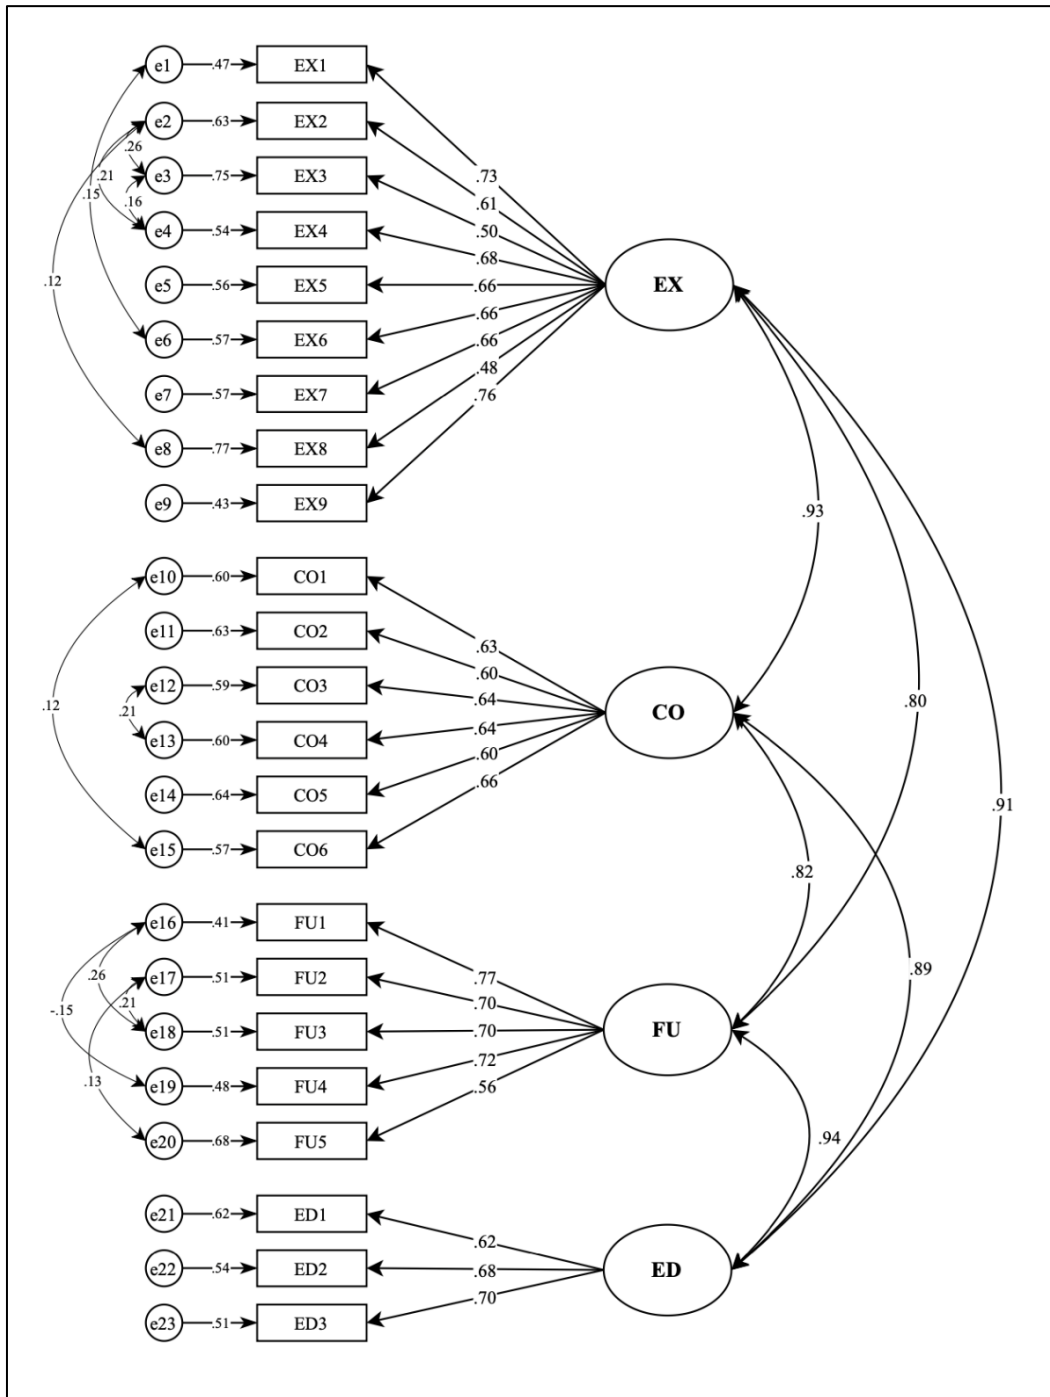 e1 .47 EX1
e2 .63 EX2
.26
e3 .75 EX3 .73
.21
.15 .16 .61
e4 .54 EX4 .50
.68
.12 e5 .56 EX5 .66 EX
e6 .57 EX6 .66
.66
e7 .57 EX7 .48
.76
e8 .77 EX8
e9 .43 EX9
.93
e10 .60 CO1
e11 .63 CO2 .63
.60
e12 .59 CO3 .64
.12 .21 CO .80
e13 .60 CO4 .64
.60
e14 .64 CO5 .66
.91
e15 .57 CO6
.82
e16 .41 FU1
.26 e17 .51 FU2 .77 .89
-.15 .21 .70
e18 .51 FU3 .70 FU
.72
.13 e19 .48 FU4 .56
e20 .68 FU5 .94
e21 .62 ED1
.62
e22 .54 ED2 .68 ED
.70
e23 .51 ED3